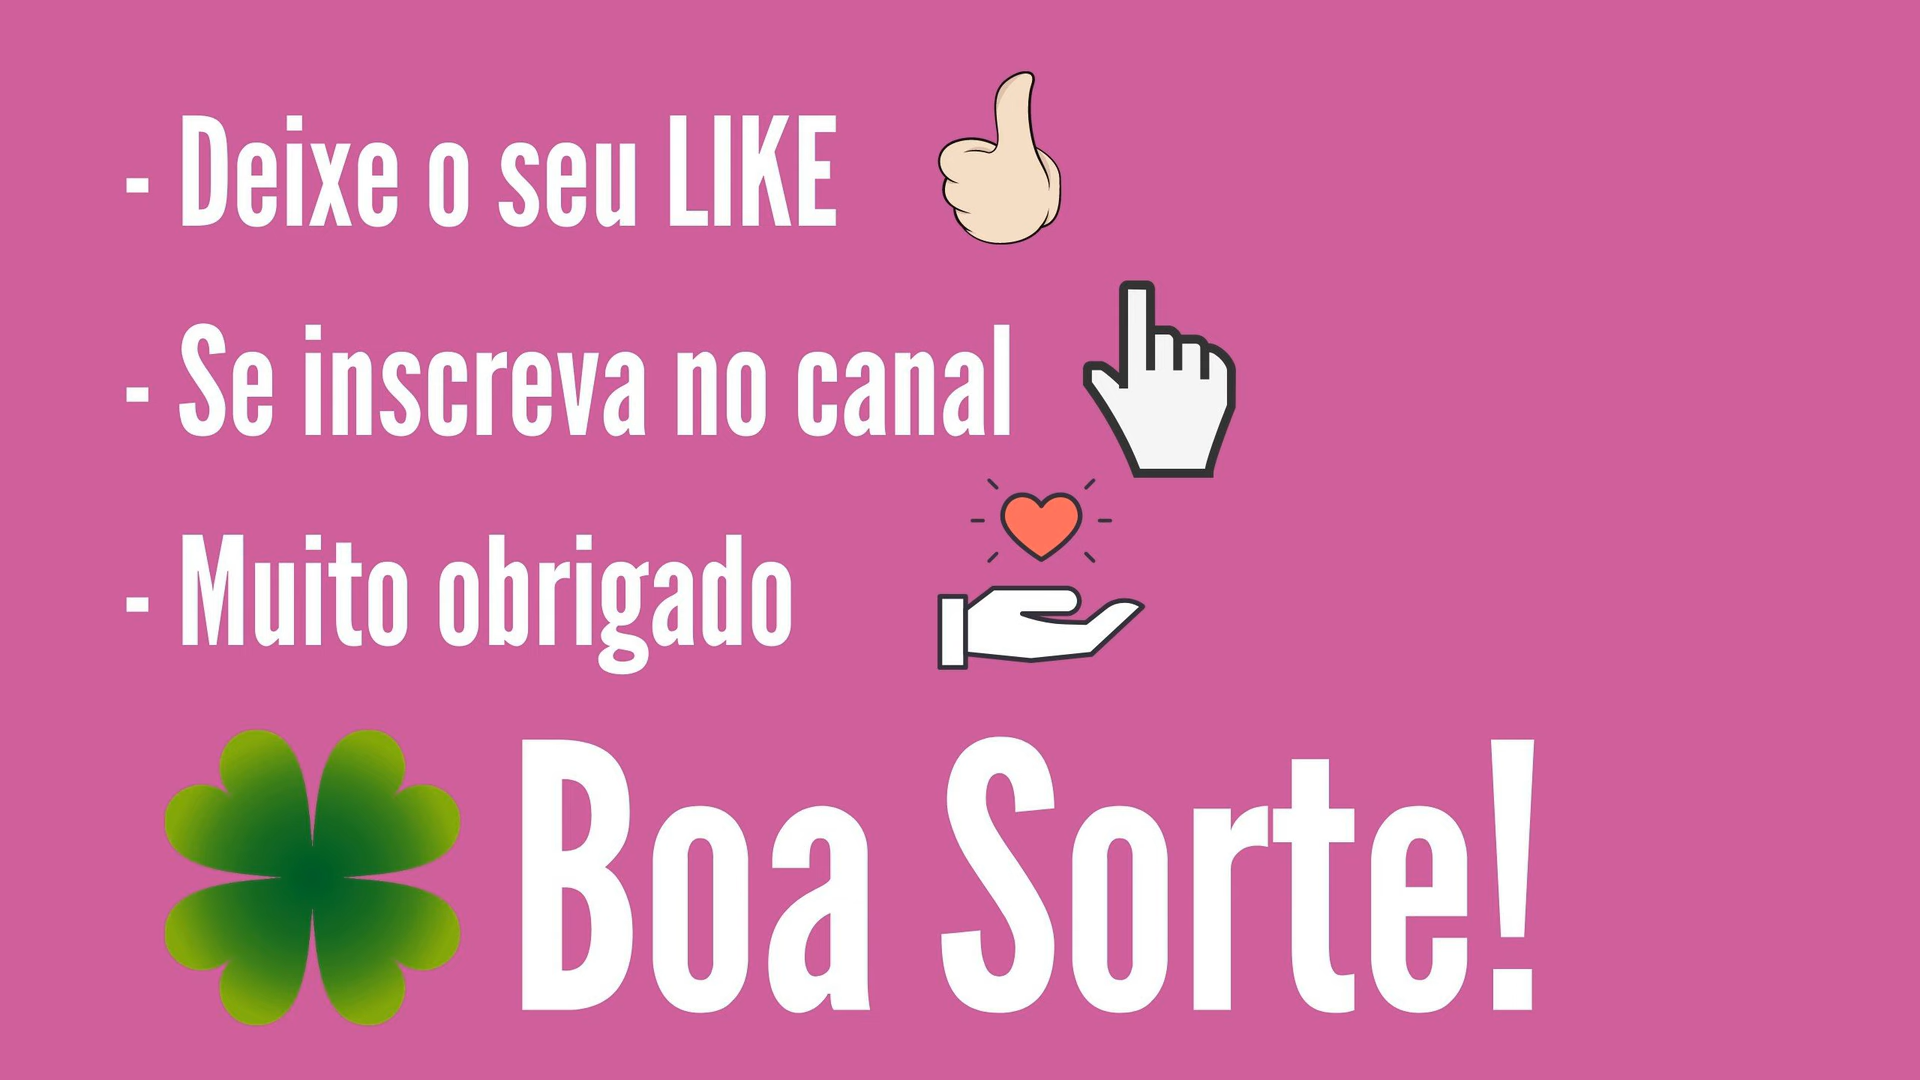 - Deixe o seu LIKE
- Se inscreva no canal
- Muito obrigado
Boa Sorte!